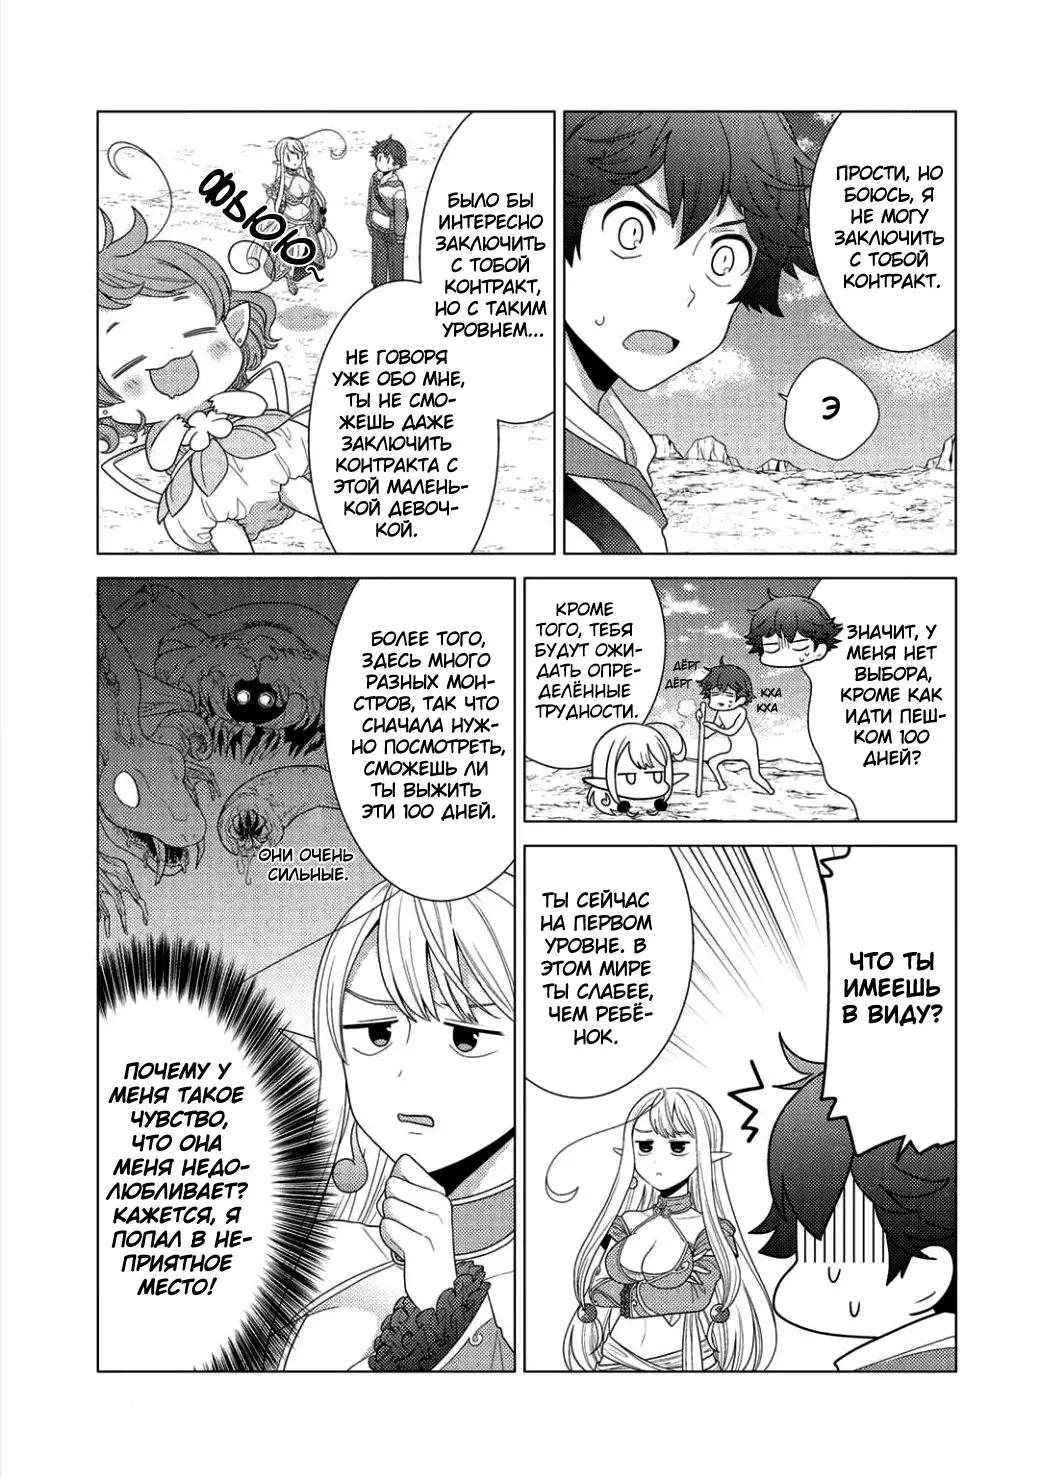 ПРОСТИ, НО
БОЮСЬ, Я
НЕ МОГУ
ЗАКЛЮЧИТЬ
С ТОБОЙ
КОНТРАКТ.
Э
БЫЛО БЫ
ИНТЕРЕСНО
ЗАКЛЮЧИТЬ
С ТОБОЙ
КОНТРАКТ,
НО С ТАКИМ
УРОВНЕМ...
ФЬЮЮ~
НЕ ГОВОРЯ
УЖЕ ОБО МНЕ,
ТЫ НЕ СМО-
ЖЕШЬ ДАЖЕ
ЗАКЛЮЧИТЬ
КОНТРАКТА С
ЭТОЙ МАЛЕНЬ-
КОЙ ДЕВОЧ-
КОЙ.
ЗНАЧИТ, У
МЕНЯ НЕТ
ВЫБОРА,
КРОМЕ КАК
ИДТИ ПЕШ-
КОМ 100
ДНЕЙ?
КХА
КХА
ДЁРГ
ДЁРГ
КРОМЕ
ТОГО, ТЕБЯ
БУДУТ ОЖИ-
ДАТЬ ОПРЕ-
ДЕЛЁННЫЕ
ТРУДНОСТИ.
ЧТО ТЫ
ИМЕЕШЬ
В ВИДУ?
ТЫ СЕЙЧАС
НА ПЕРВОМ
УРОВНЕ. В
ЭТОМ МИРЕ
ТЫ СЛАБЕЕ,
ЧЕМ РЕБЁ-
НОК.
БОЛЕЕ ТОГО,
ЗДЕСЬ МНОГО
РАЗНЫХ МОН-
СТРОВ, ТАК ЧТО
СНАЧАЛА НУЖ-
НО ПОСМОТРЕТЬ,
СМОЖЕШЬ ЛИ
ТЫ ВЫЖИТЬ
ЭТИ 100 ДНЕЙ.
ОНИ ОЧЕНЬ
СИЛЬНЫЕ.
ПОЧЕМУ У
МЕНЯ ТАКОЕ
ЧУВСТВО,
ЧТО ОНА
МЕНЯ НЕДО-
ЛЮБЛИВАЕТ?
КАЖЕТСЯ, Я
ПОПАЛ В НЕ-
ПРИЯТНОЕ
МЕСТО!